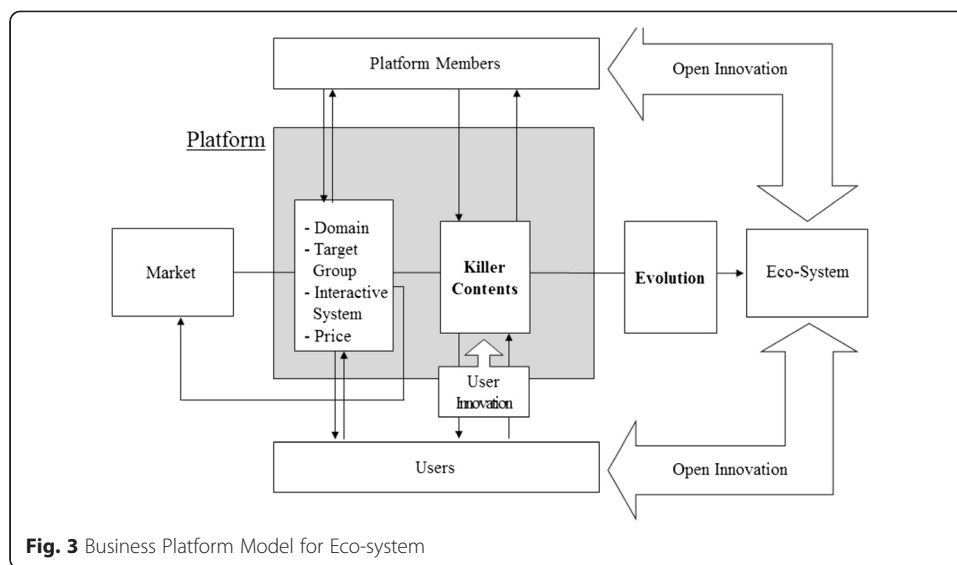 Platform Members
Open Innovation
Platform
- Domain
- Target
Group
- Interactive
System
- Price
Market
Killer
Contents
Evolution
Eco-System
User
Innovation
Users
Open Innovation
Fig. 3 Business Platform Model for Eco-system